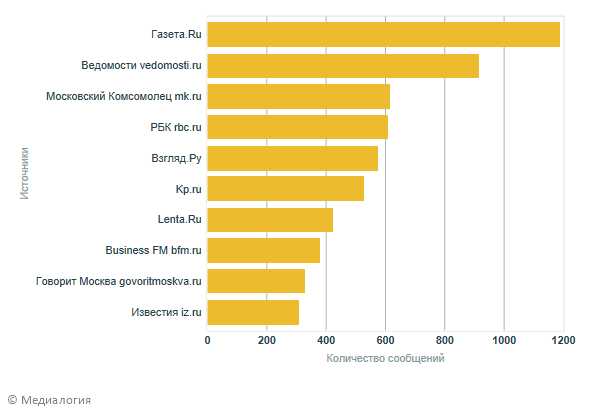 Газета.Ru
Ведомости vedomosti.ru
Московский Комсомолец mk.ru
РБК rbc.ru
Взгляд.Ру
Kp.ru
Lenta.Ru
Business FM bfm.ru
Говорит Москва govoritmoskva.ru
Известия iz.ru
Источники
0 200 400 600 800 1000 1200
Количество сообщений
© Медиалогия